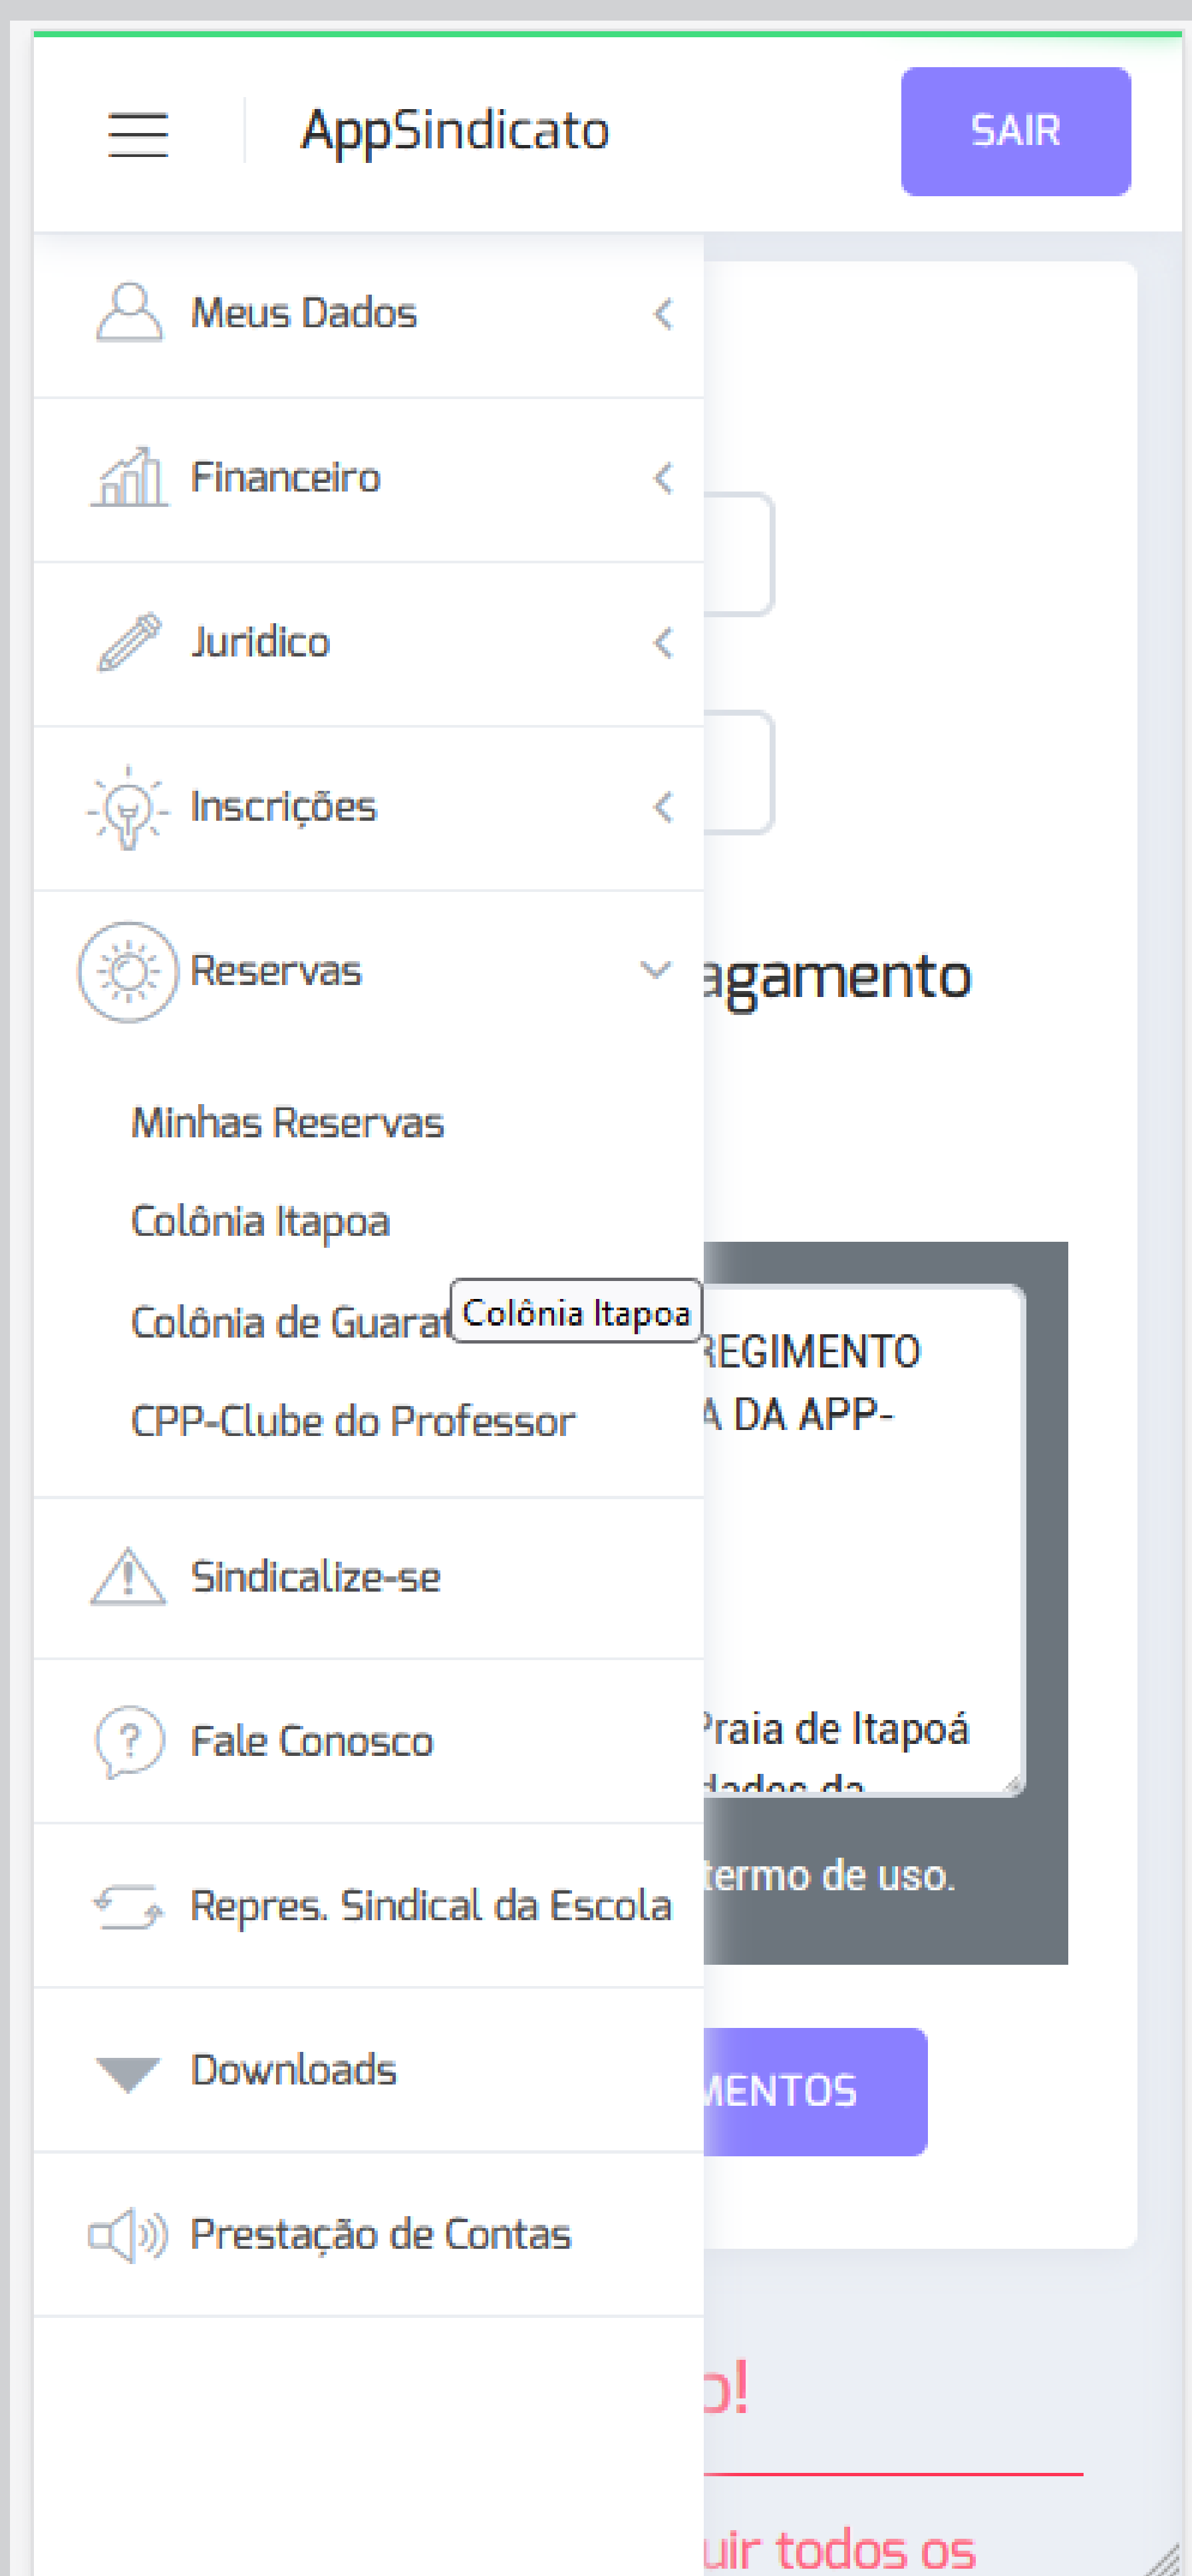 AppSindicato
SAIR
Meus Dados
Financeiro
Juridico
Inscrições
Reservas
Minhas Reservas
Colônia Itapoa
Colônia de
Colônia Itapoa
CPP-Clube do Professor
Sindicalize-se
Fale Conosco
Repres. Sindical da Escola
Downloads
Prestação de Contas
agamento
REGIMENTO
A DA APP-
Praia de Itapoá
dados da
termo de uso.
MENTOS
o!
uir todos os